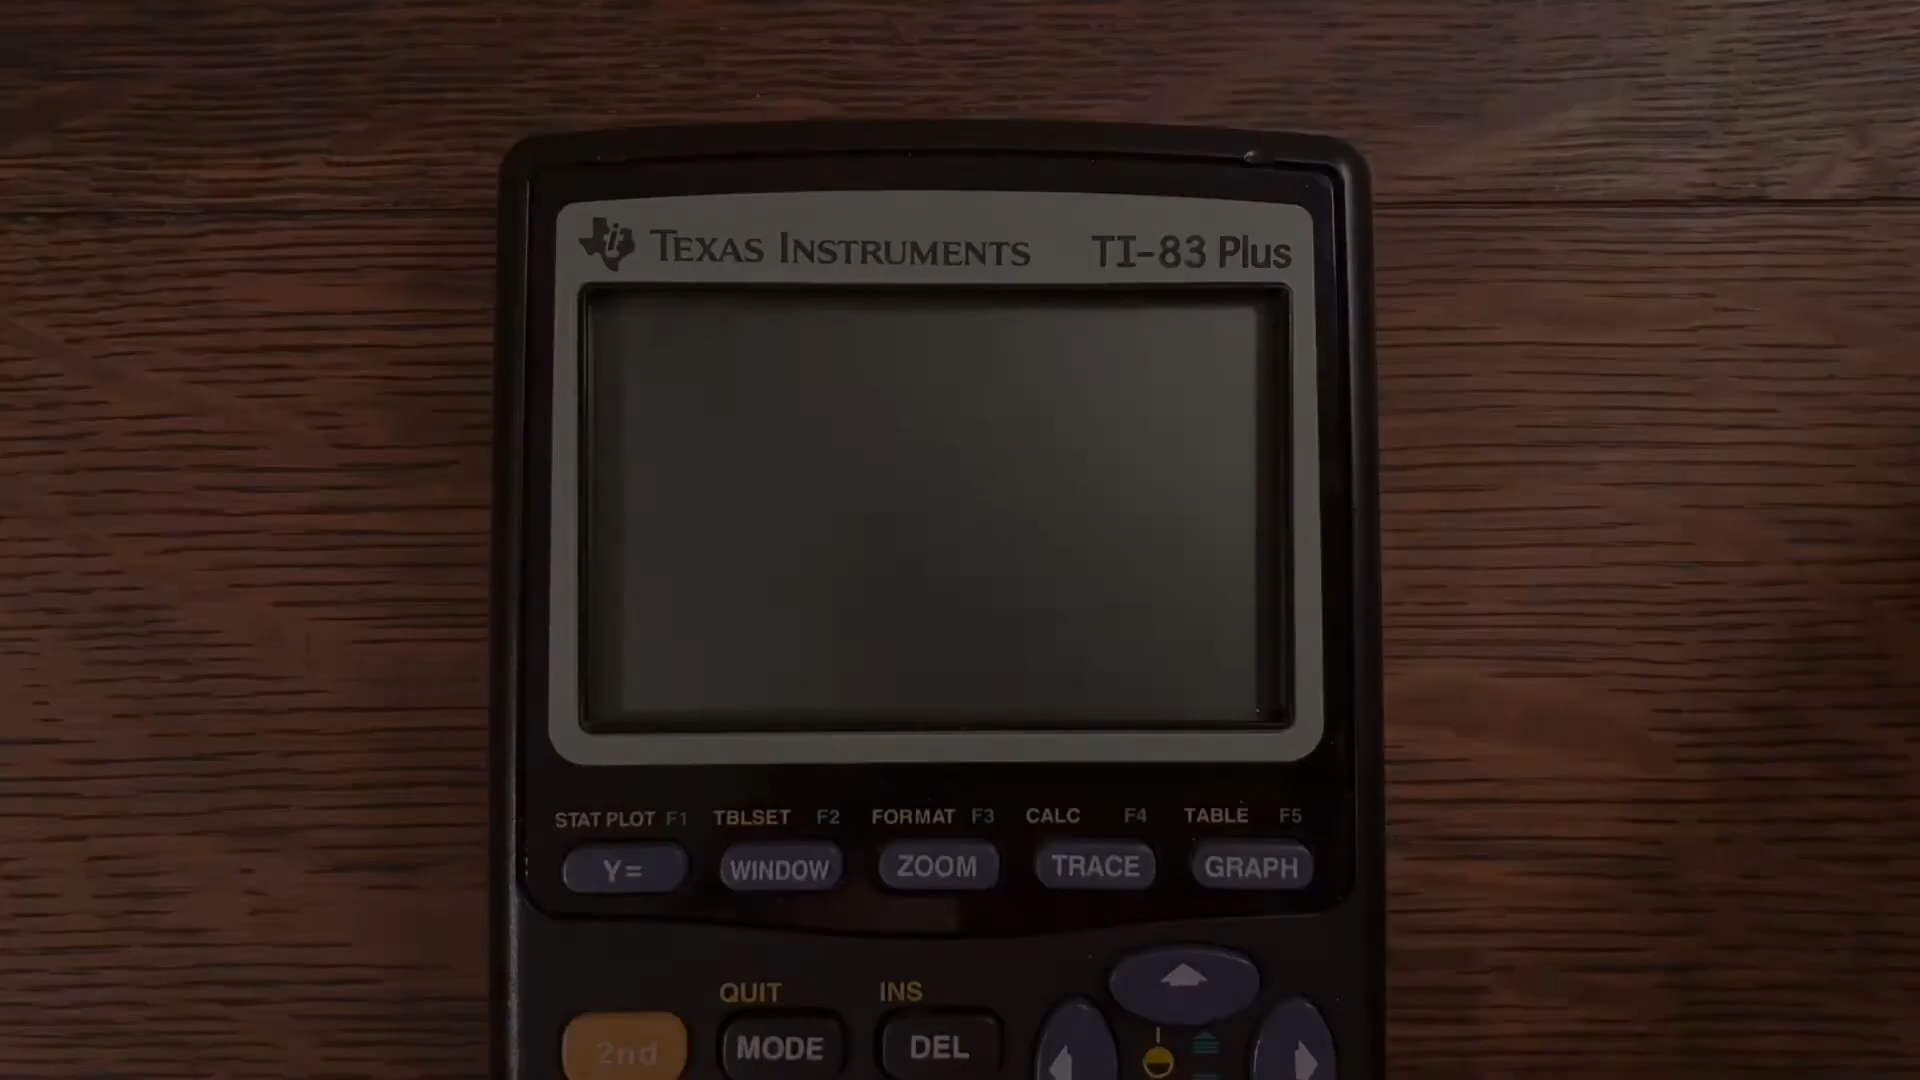 TEXAS INSTRUMENTS TI-83 Plus
STAT PLOT F1 TBLSET F2 FORMAT F3 CALC F4 TABLE F5
Y= WINDOW ZOOM TRACE GRAPH
QUIT INS
2nd MODE DEL